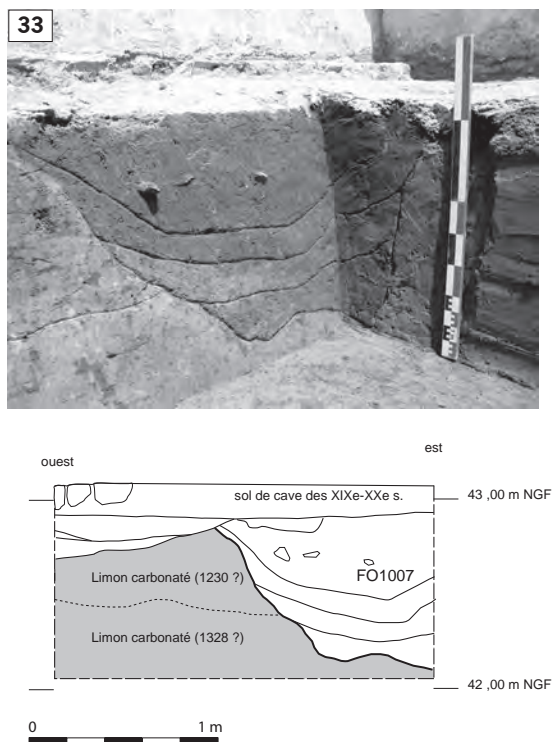 33
ouest
est
sol de cave des XIXe-XXe s.
43 ,00 m NGF
Limon carbonaté (1230 ?)
FO1007
Limon carbonaté (1328 ?)
42 ,00 m NGF
0
1 m